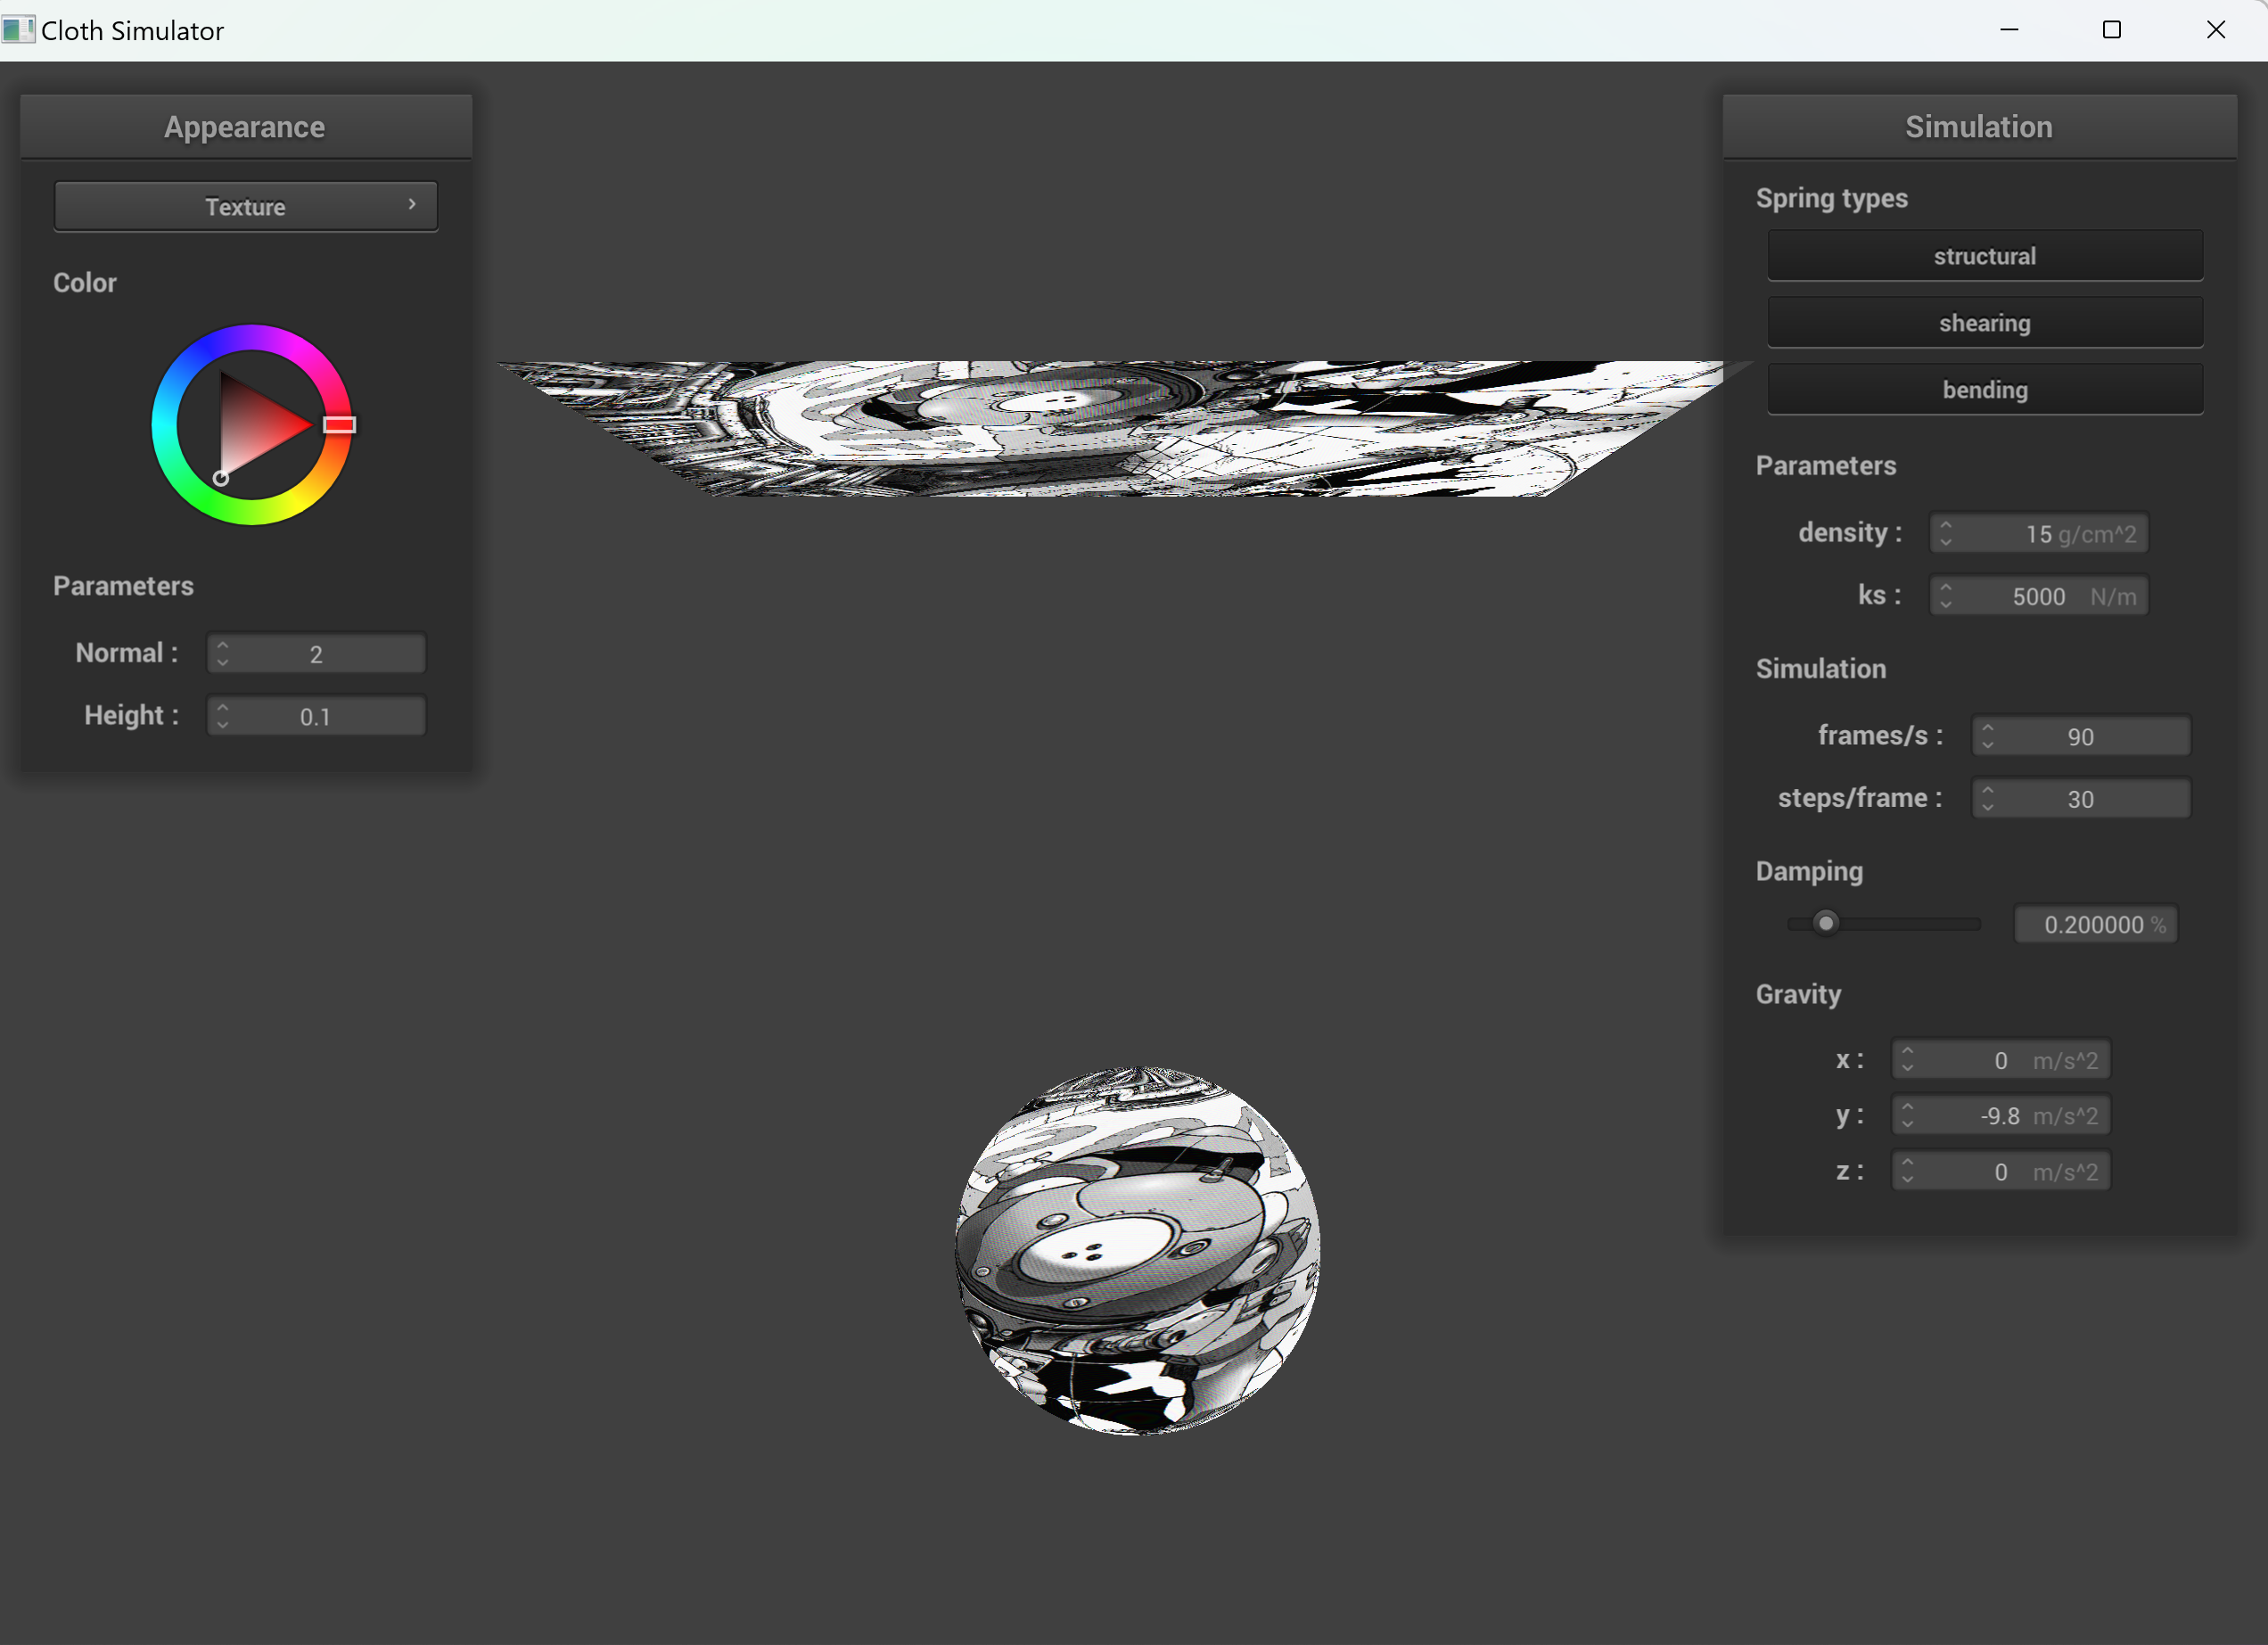 Cloth Simulator
Appearance
Texture
Color
Parameters
Normal : 2
Height : 0.1
Simulation
Spring types
structural
shearing
bending
Parameters
density : 15 g/cm^2
ks : 5000 N/m
Simulation
frames/s : 90
steps/frame : 30
Damping
0.200000 %
Gravity
x : 0 m/s^2
y : -9.8 m/s^2
z : 0 m/s^2